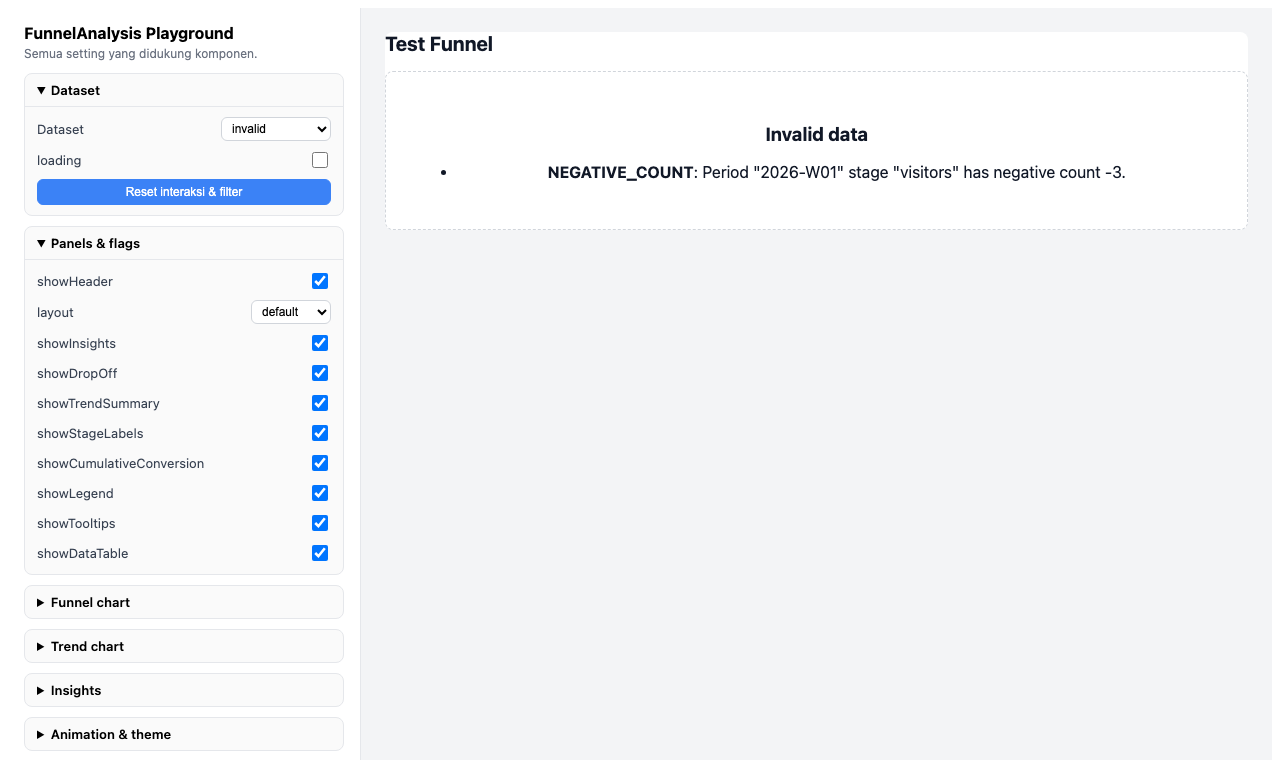 FunnelAnalysis Playground
Semua setting yang didukung komponen.
Dataset
Dataset
invalid
loading
Reset interaksi & filter
Panels & flags
showHeader
layout
default
showInsights
showDropOff
showTrendSummary
showStageLabels
showCumulativeConversion
showLegend
showTooltips
showDataTable
Funnel chart
Trend chart
Insights
Animation & theme
Test Funnel
Invalid data
NEGATIVE_COUNT: Period "2026-W01" stage "visitors" has negative count -3.